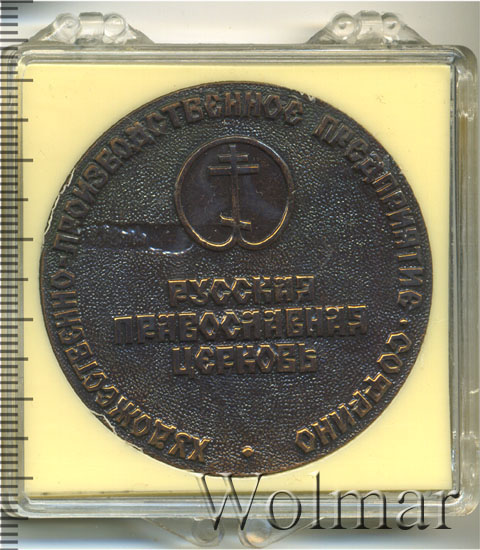 ХУДОЖЕСТВЕННО-ПРОИЗВОДСТВЕННОЕ ПРЕДПРИЯТИЕ · СОФРИНО ·
РУССКАЯ
ПРАВОСЛАВНАЯ
ЦЕРКОВЬ
Wolmar